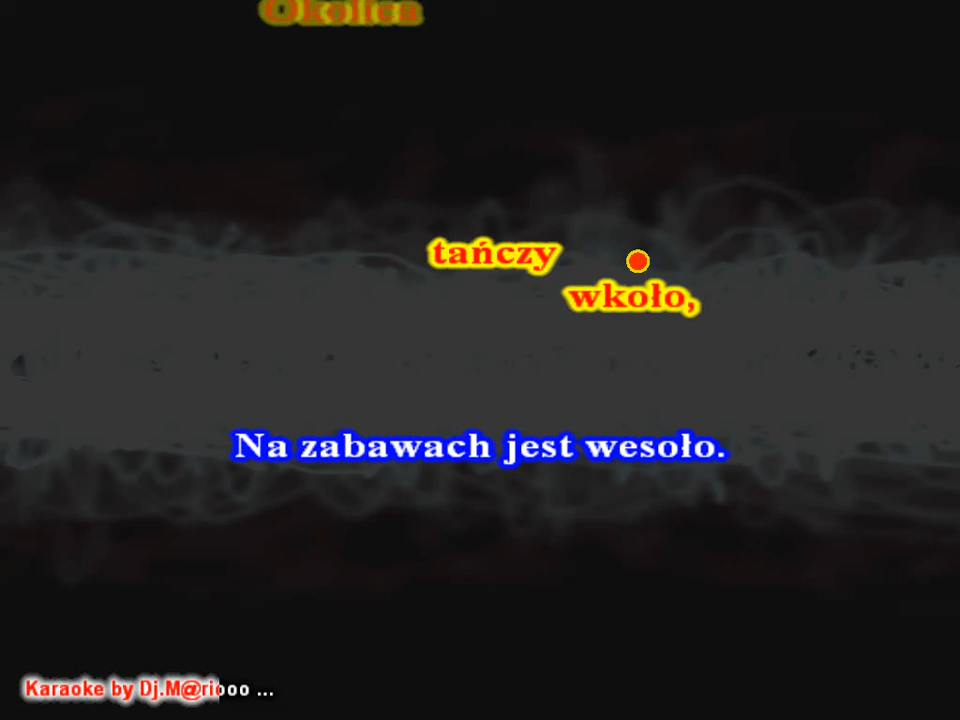 Okolica
tańczy
wkoło,
Na zabawach jest wesoło.
Karaoke by Dj.M@riooo ...